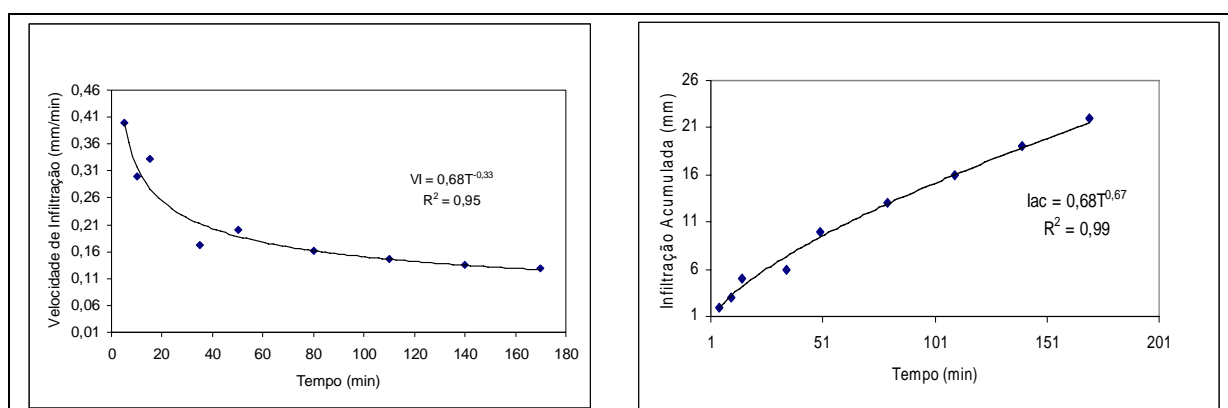 0,46
0,41
0,36
0,31
0,26
0,21
0,16
0,11
0,06
0,01
Velocidade de Infiltração (mm/min)
VI = 0,68T^-0,33
R² = 0,95
0 20 40 60 80 100 120 140 160 180
Tempo (min)
26
21
16
11
6
1
Infiltração Acumulada (mm)
Iac = 0,68T^0,67
R² = 0,99
1 51 101 151 201
Tempo (min)